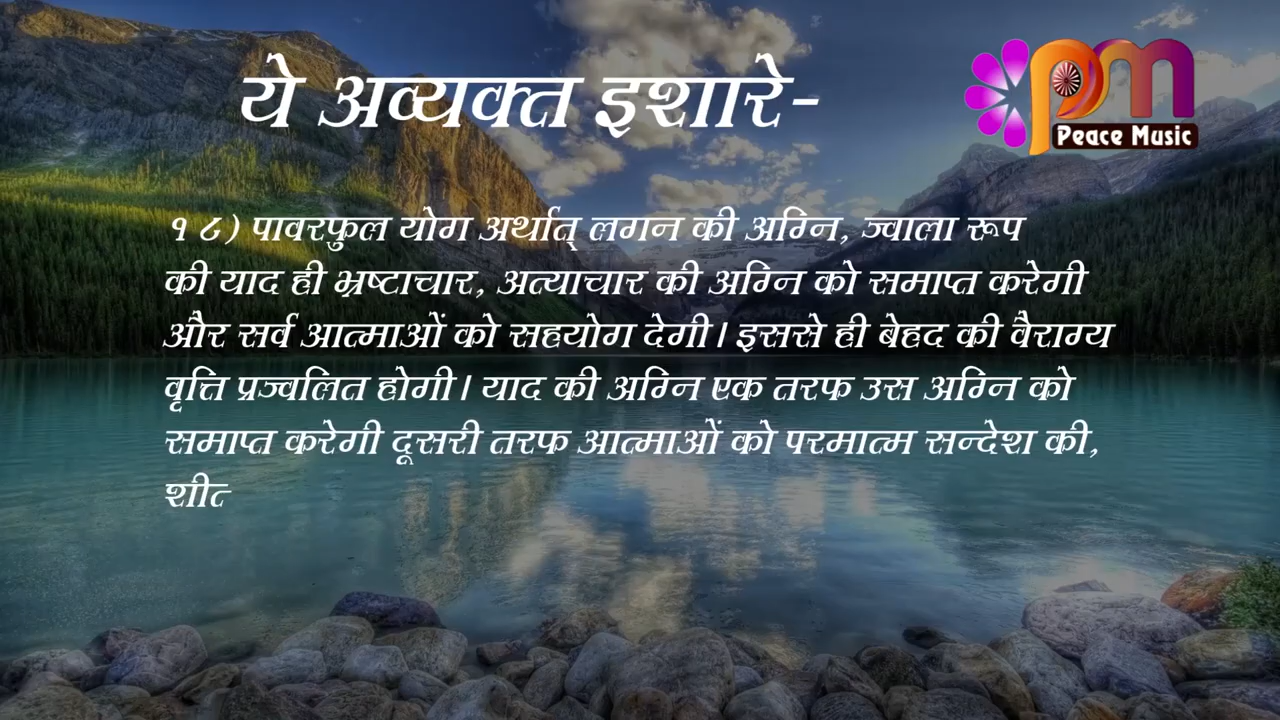 ये अव्यक्त इशारे-
pm
Peace Music
१८) पावरफुल योग अर्थात् लगन की अग्नि, ज्वाला रूप
की याद ही भ्रष्टाचार, अत्याचार की अग्नि को समाप्त करेगी
और सर्व आत्माओं को सहयोग देगी। इससे ही बेहद की वैराग्य
वृत्ति प्रज्वलित होगी। याद की अग्नि एक तरफ उस अग्नि को
समाप्त करेगी दूसरी तरफ आत्माओं को परमात्म सन्देश की,
शीत